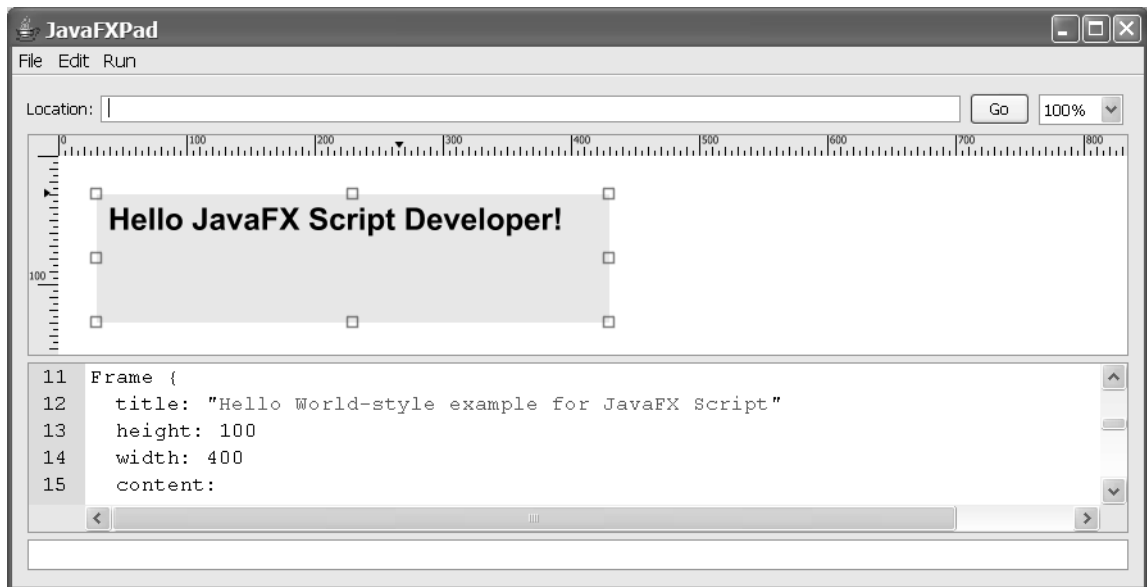 JavaFXPad
File Edit Run
Location: Go 100%
0 100 200 300 400 500 600 700 800
Hello JavaFX Script Developer!
100
11 Frame {
12 title: "Hello World-style example for JavaFX Script"
13 height: 100
14 width: 400
15 content: